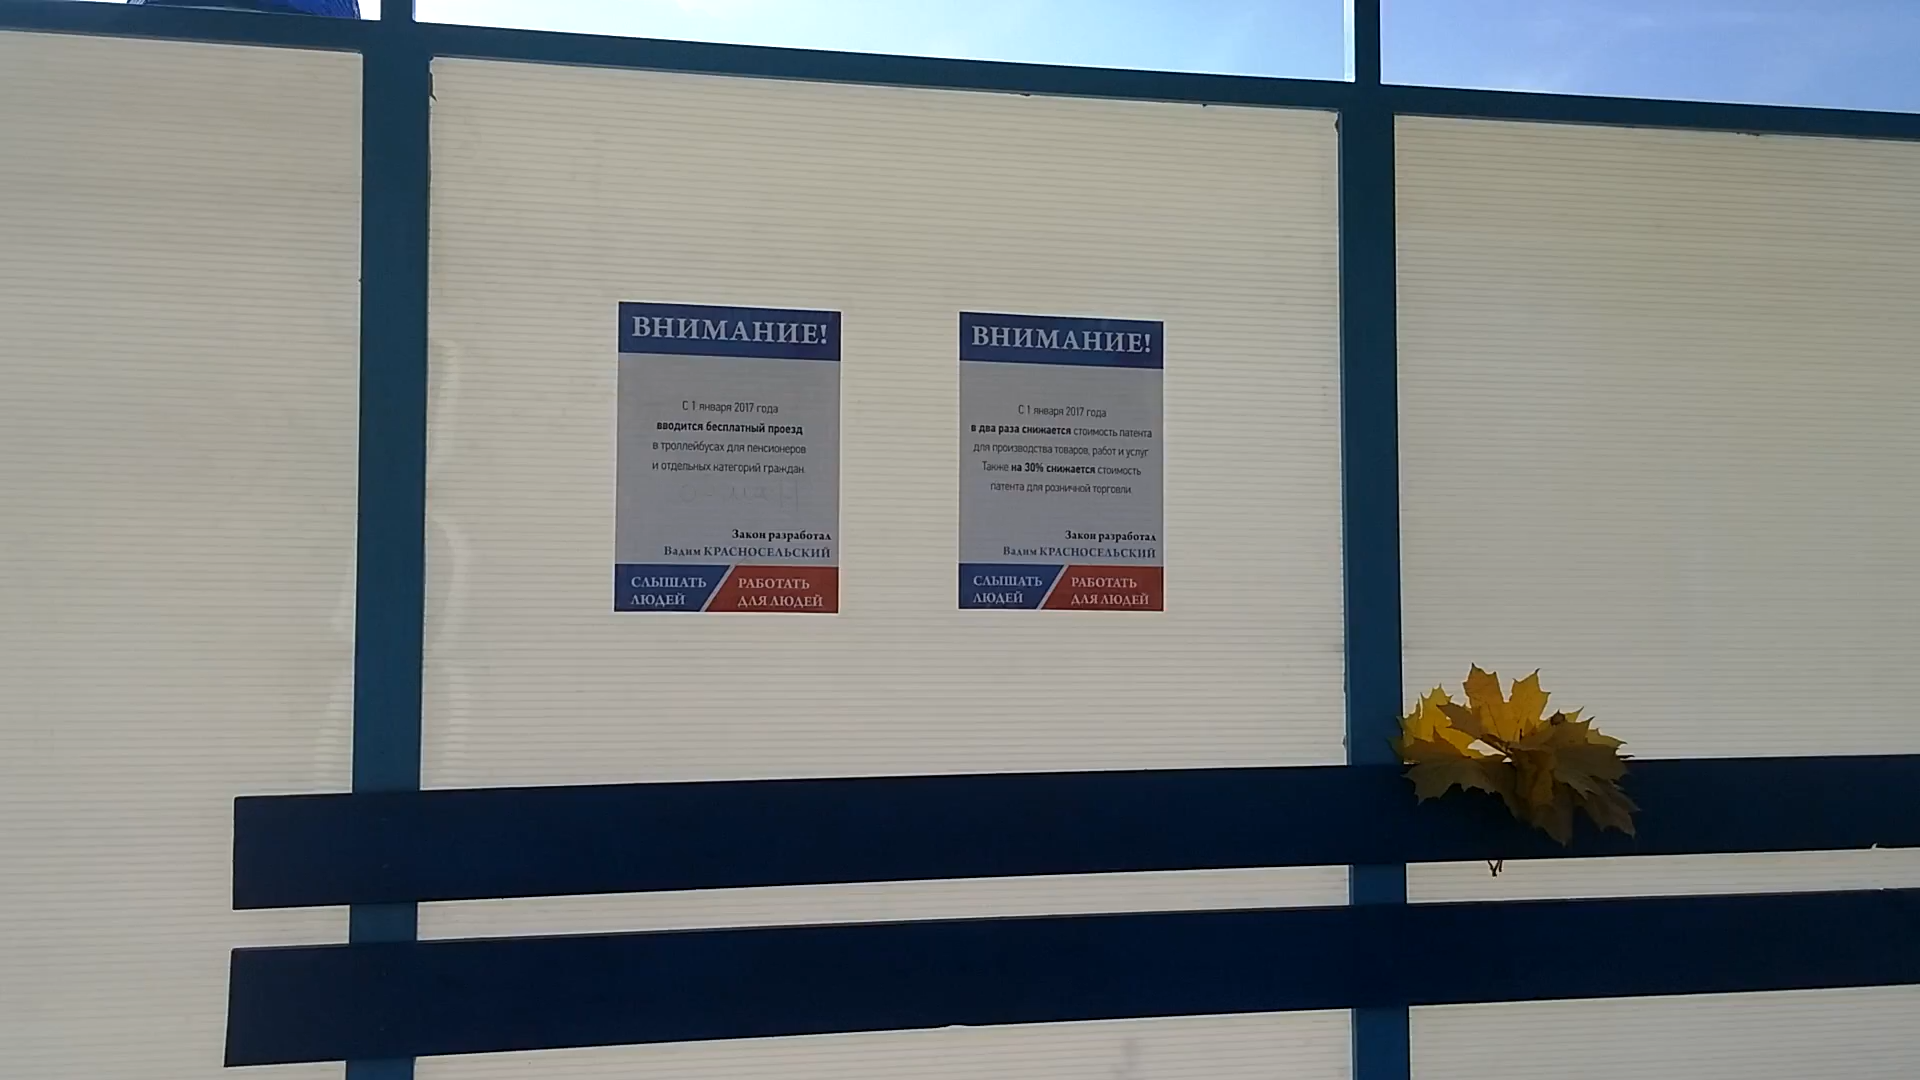 ВНИМАНИЕ!
С 1 января 2017 года
вводится бесплатный проезд
в троллейбусах для пенсионеров
и отдельных категорий граждан.
Закон разработал
Вадим КРАСНОСЕЛЬСКИЙ
СЛЫШАТЬ
ЛЮДЕЙ
РАБОТАТЬ
ДЛЯ ЛЮДЕЙ
ВНИМАНИЕ!
С 1 января 2017 года
в два раза снижается стоимость патента
для производства товаров, работ и услуг
Также на 30% снижается стоимость
патента для розничной торговли.
Закон разработал
Вадим КРАСНОСЕЛЬСКИЙ
СЛЫШАТЬ
ЛЮДЕЙ
РАБОТАТЬ
ДЛЯ ЛЮДЕЙ